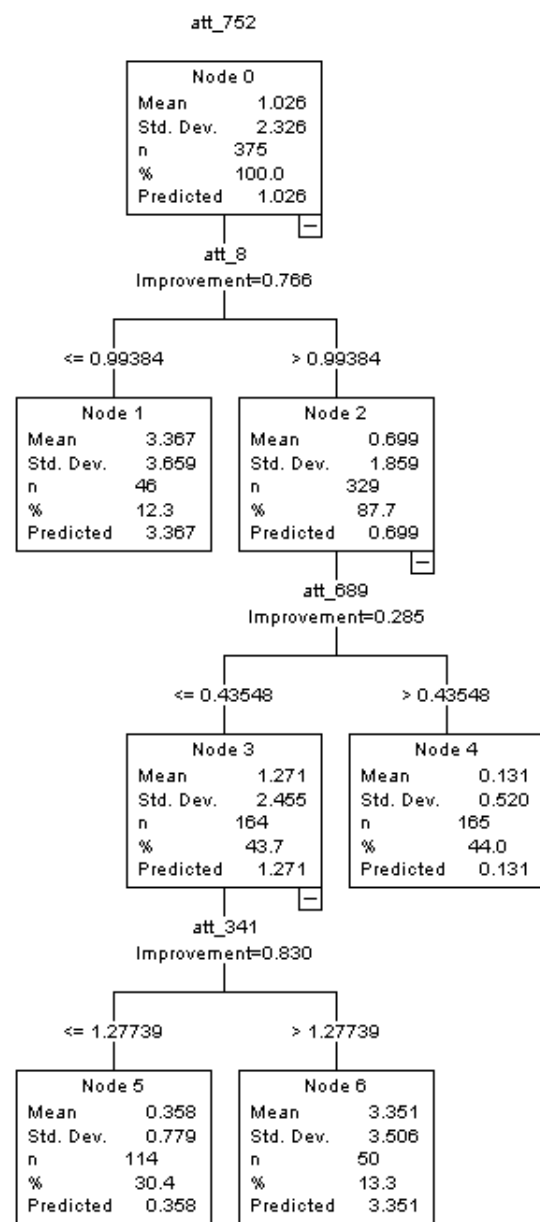 att_752
Node 0
Mean 1.026
Std. Dev. 2.326
n 375
% 100.0
Predicted 1.026
att_8
Improvement=0.766
<= 0.99384
> 0.99384
Node 1
Mean 3.367
Std. Dev. 3.659
n 46
% 12.3
Predicted 3.367
Node 2
Mean 0.699
Std. Dev. 1.859
n 329
% 87.7
Predicted 0.699
att_689
Improvement=0.285
<= 0.43548
> 0.43548
Node 3
Mean 1.271
Std. Dev. 2.455
n 164
% 43.7
Predicted 1.271
Node 4
Mean 0.131
Std. Dev. 0.520
n 165
% 44.0
Predicted 0.131
att_341
Improvement=0.830
<= 1.27739
> 1.27739
Node 5
Mean 0.358
Std. Dev. 0.779
n 114
% 30.4
Predicted 0.358
Node 6
Mean 3.351
Std. Dev. 3.506
n 50
% 13.3
Predicted 3.351